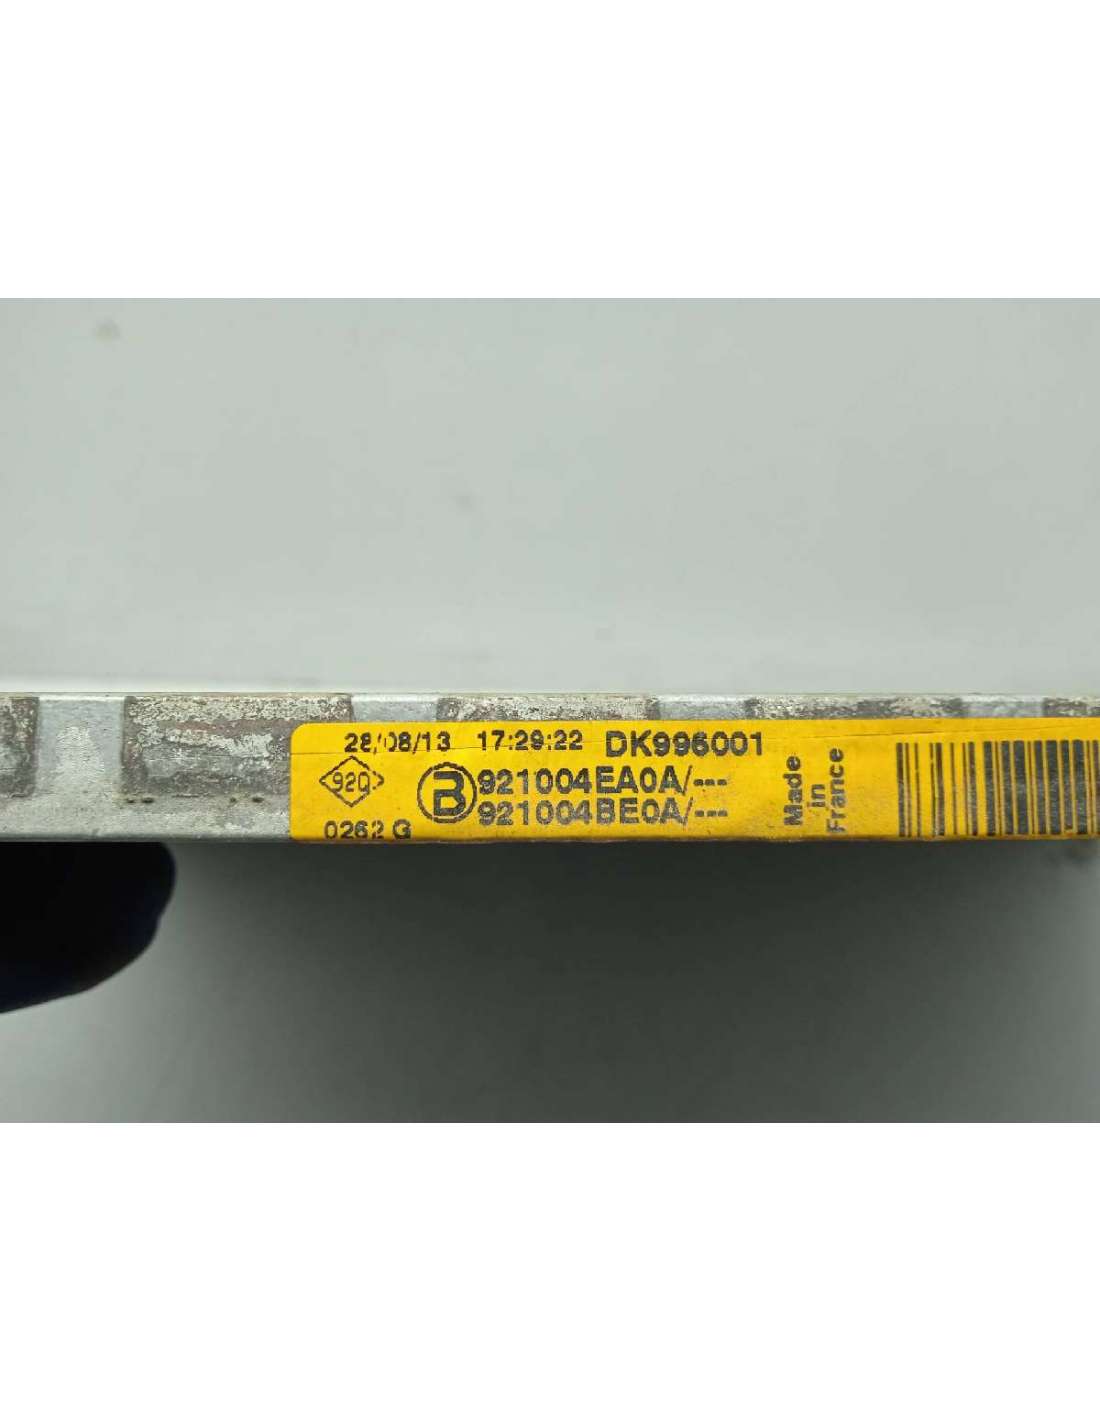 28/08/13 17:29:22 DK996001
92Q
B 921004EA0A/---
921004BE0A/---
0262 G
Made
in
France